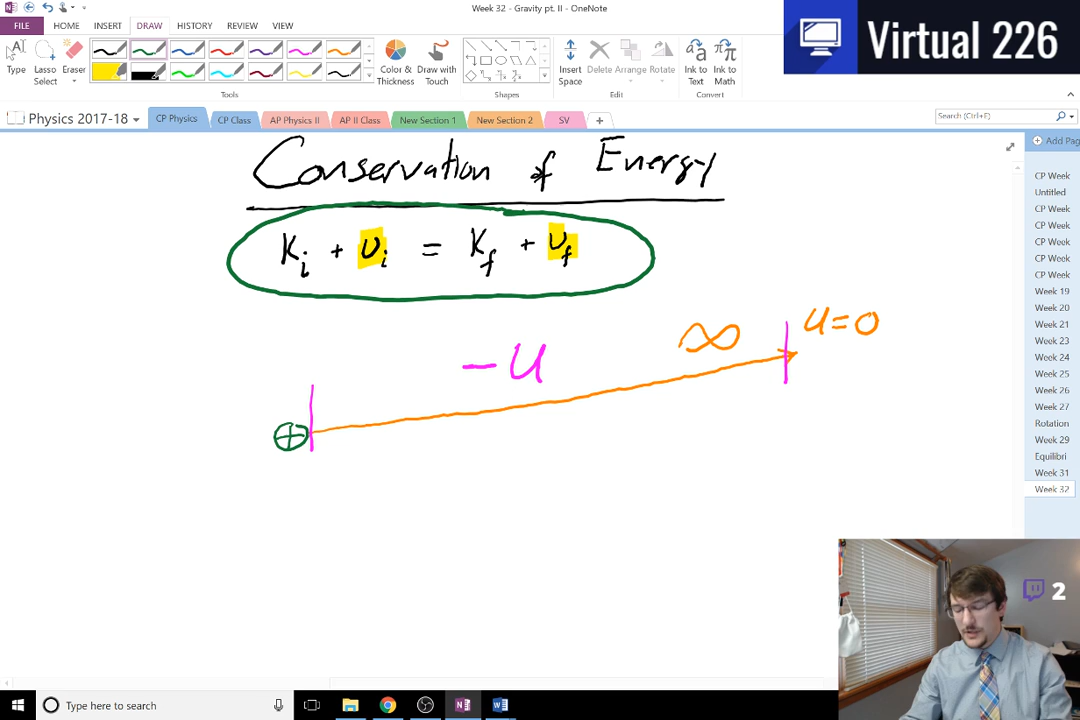 Week 32 - Gravity pt. II - OneNote
FILE HOME INSERT DRAW HISTORY REVIEW VIEW
Virtual 226
Type
Lasso Select
Eraser
Color & Thickness
Draw with Touch
Insert Space
Delete
Arrange
Rotate
Ink to Text
Ink to Math
Tools
Shapes
Edit
Convert
Physics 2017-18
CP Physics
CP Class
AP Physics II
AP II Class
New Section 1
New Section 2
SV
Search (Ctrl+E)
Add Pag
CP Week
Untitled
CP Week
CP Week
CP Week
CP Week
CP Week
Week 19
Week 20
Week 21
Week 23
Week 24
Week 25
Week 26
Week 27
Rotation
Week 29
Equilibri
Week 31
Week 32
Conservation of Energy
Ki + Ui = Kf + Uf
∞
U=0
-U
2
Type here to search